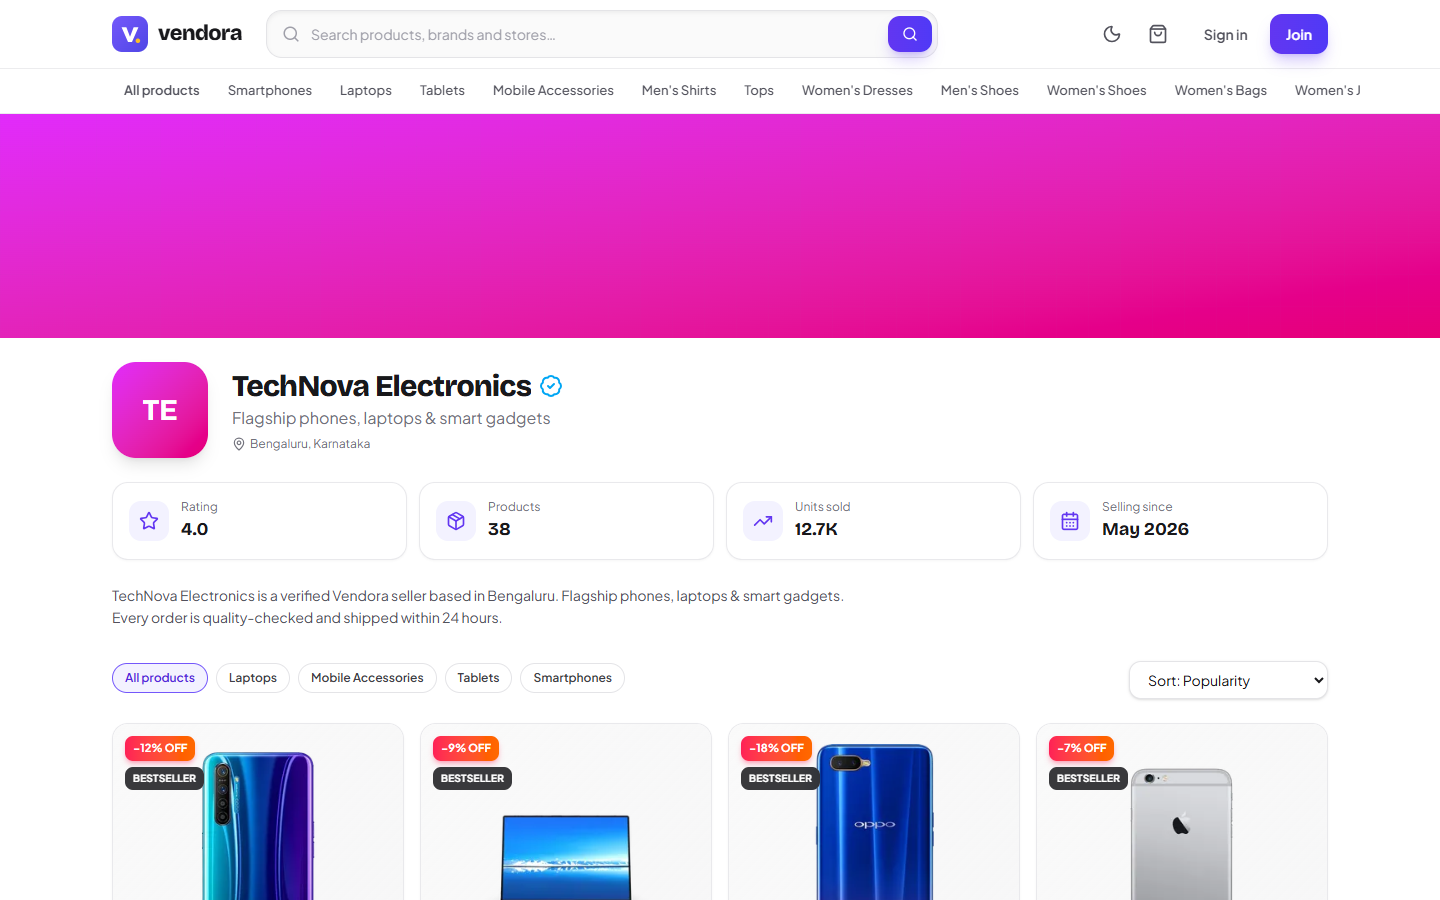 V. vendora
Search products, brands and stores...
Sign in
Join
All products
Smartphones
Laptops
Tablets
Mobile Accessories
Men's Shirts
Tops
Women's Dresses
Men's Shoes
Women's Shoes
Women's Bags
Women's J
TE
TechNova Electronics
Flagship phones, laptops & smart gadgets
Bengaluru, Karnataka
Rating
4.0
Products
38
Units sold
12.7K
Selling since
May 2026
TechNova Electronics is a verified Vendora seller based in Bengaluru. Flagship phones, laptops & smart gadgets.
Every order is quality-checked and shipped within 24 hours.
All products
Laptops
Mobile Accessories
Tablets
Smartphones
Sort: Popularity
-12% OFF
BESTSELLER
-9% OFF
BESTSELLER
-18% OFF
BESTSELLER
oppo
-7% OFF
BESTSELLER